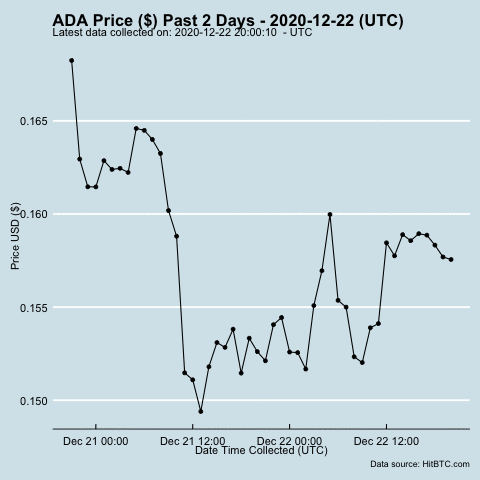 ADA Price ($) Past 2 Days - 2020-12-22 (UTC)
Latest data collected on: 2020-12-22 20:00:10  - UTC
0.165
0.160
0.155
0.150
Price USD ($)
Dec 21 00:00
Dec 21 12:00
Dec 22 00:00
Dec 22 12:00
Date Time Collected (UTC)
Data source: HitBTC.com